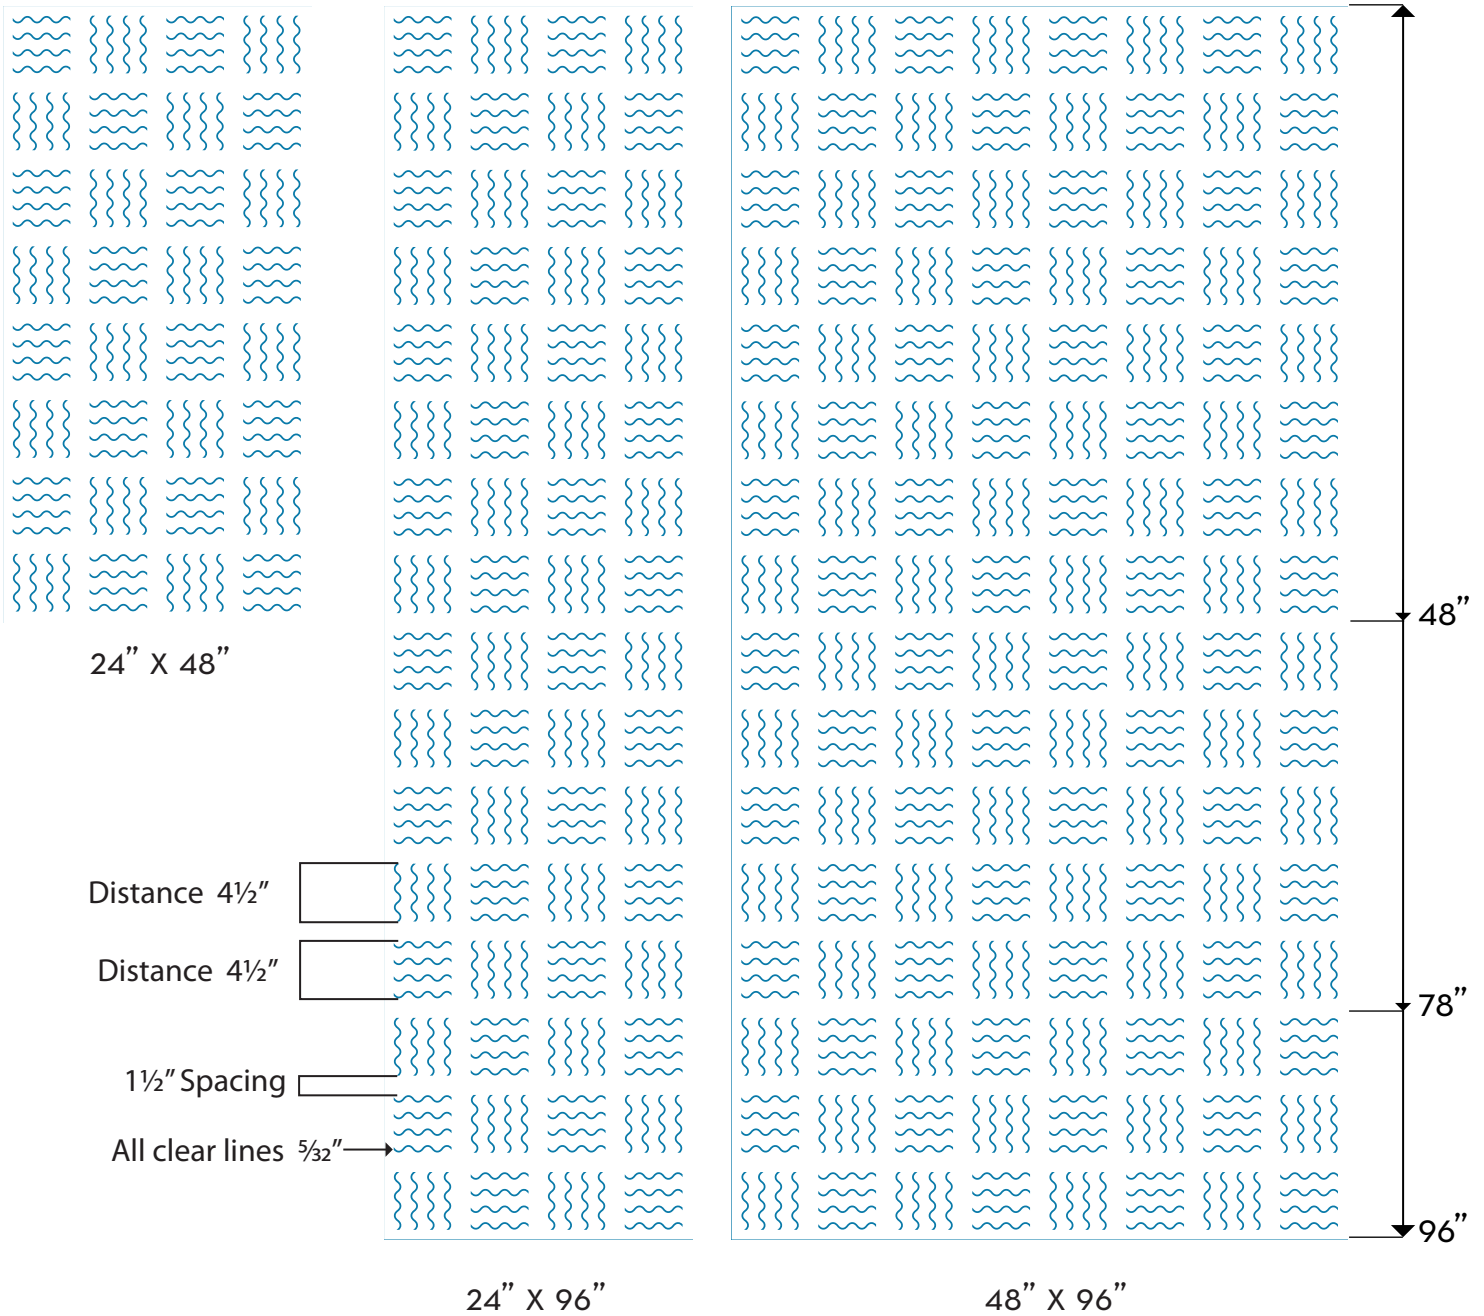 48”
24” X 48”
Distance 4½”
Distance 4½”
78”
1½” Spacing
All clear lines 5⁄32”
96”
24” X 96”
48” X 96”